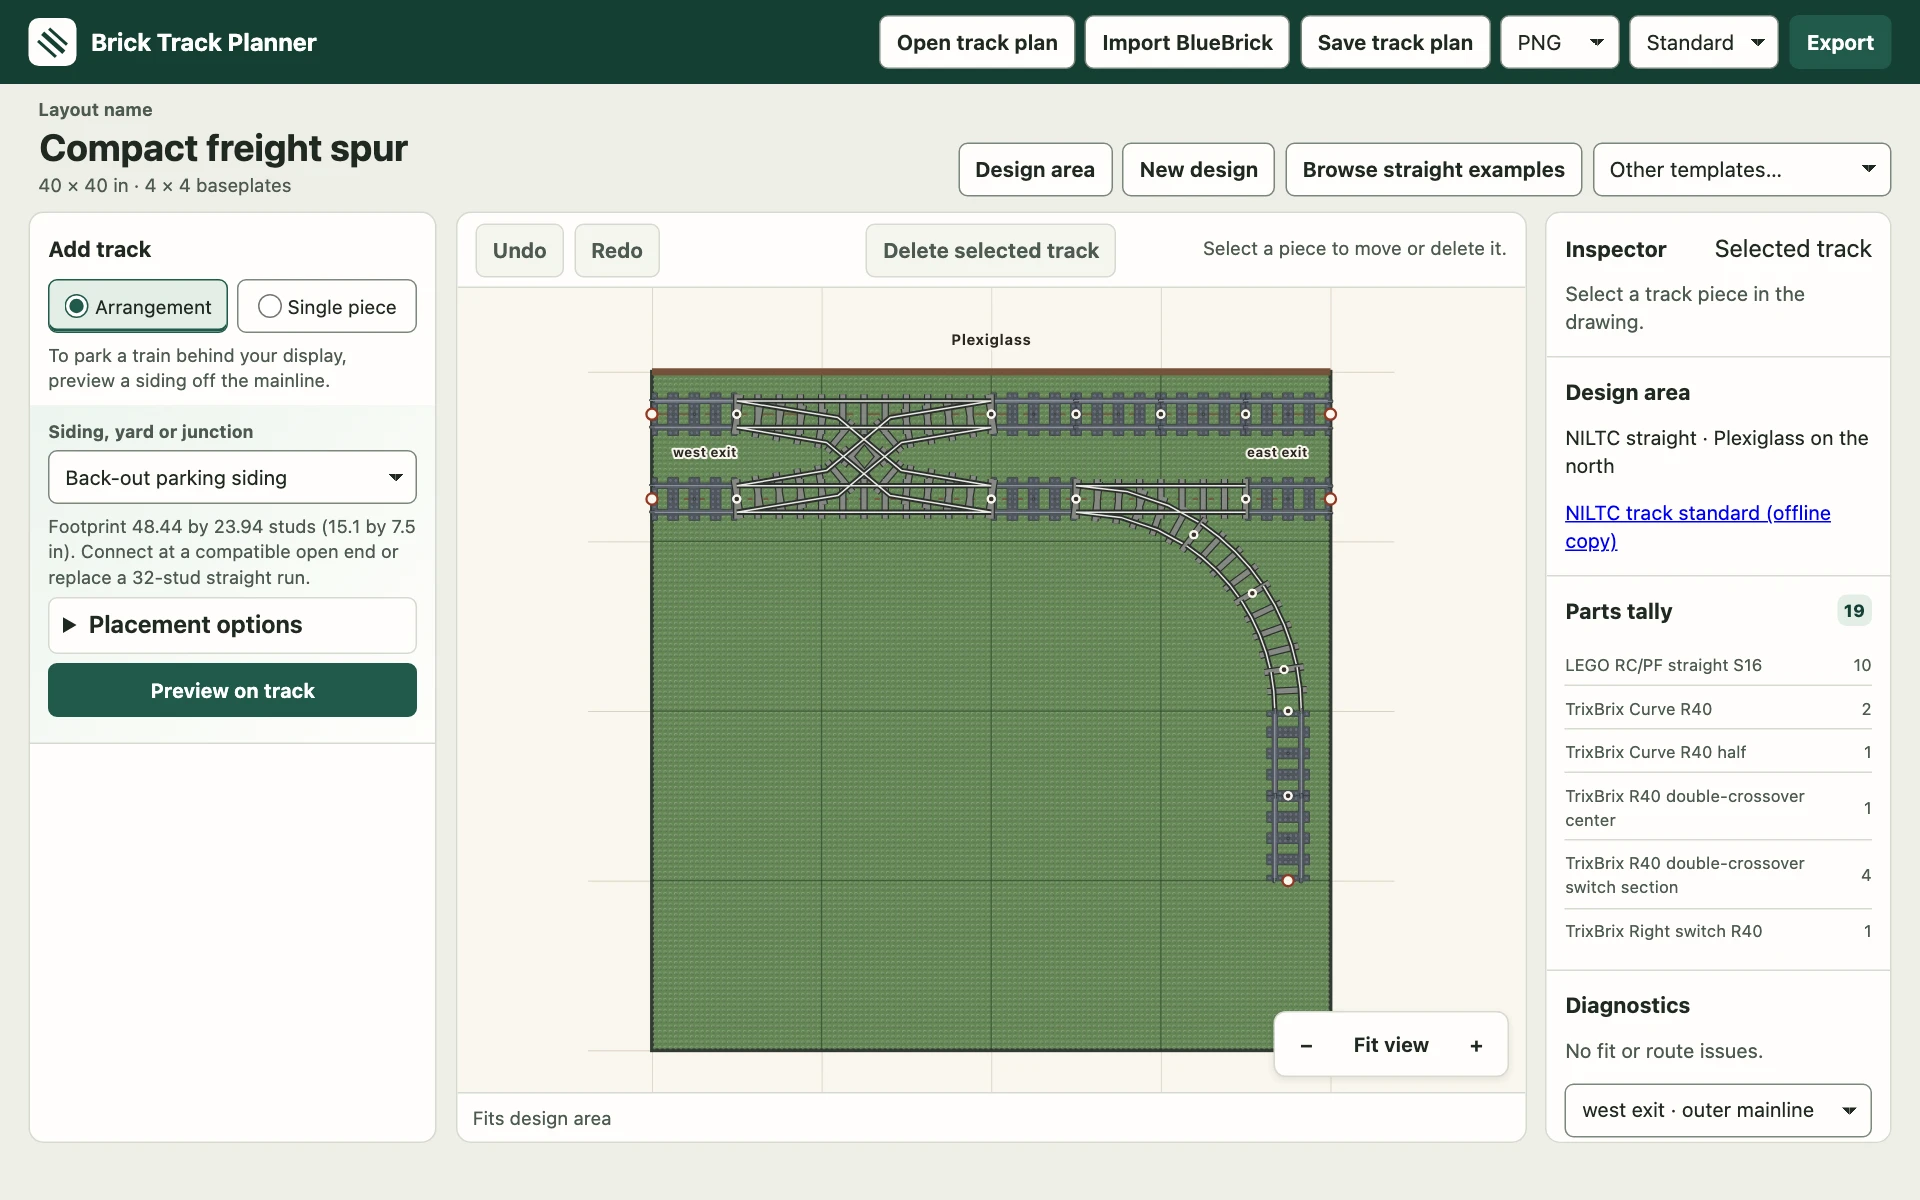 Brick Track Planner
Open track plan
Import BlueBrick
Save track plan
PNG
Standard
Export
Layout name
Compact freight spur
40 × 40 in · 4 × 4 baseplates
Design area
New design
Browse straight examples
Other templates...
Add track
Arrangement
Single piece
To park a train behind your display,
preview a siding off the mainline.
Siding, yard or junction
Back-out parking siding
Footprint 48.44 by 23.94 studs (15.1 by 7.5
in). Connect at a compatible open end or
replace a 32-stud straight run.
Placement options
Preview on track
Undo
Redo
Delete selected track
Select a piece to move or delete it.
Plexiglass
west exit
east exit
− Fit view +
Fits design area
Inspector
Selected track
Select a track piece in the
drawing.
Design area
NILTC straight · Plexiglass on the
north
NILTC track standard (offline
copy)
Parts tally 19
LEGO RC/PF straight S16 10
TrixBrix Curve R40 2
TrixBrix Curve R40 half 1
TrixBrix R40 double-crossover
center 1
TrixBrix R40 double-crossover
switch section 4
TrixBrix Right switch R40 1
Diagnostics
No fit or route issues.
west exit · outer mainline